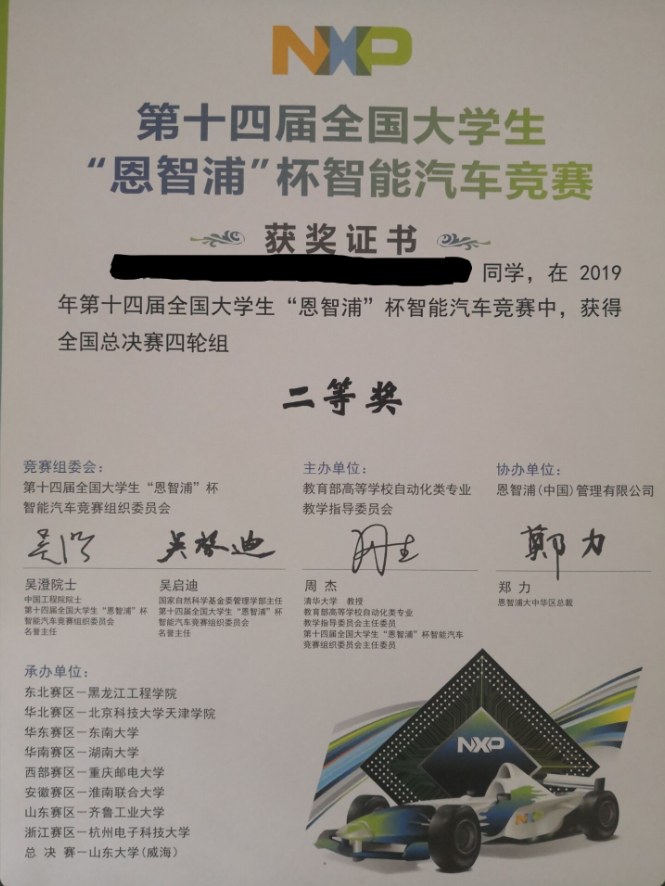 NXP
第十四届全国大学生
“恩智浦”杯智能汽车竞赛
获奖证书
同学，在 2019
年第十四届全国大学生“恩智浦”杯智能汽车竞赛中，获得
全国总决赛四轮组
二等奖
竞赛组委会：
第十四届全国大学生“恩智浦”杯
智能汽车竞赛组织委员会
主办单位：
教育部高等学校自动化类专业
教学指导委员会
协办单位：
恩智浦(中国)管理有限公司
吴澄
吴启迪
周杰
郑力
吴澄院士
中国工程院院士
第十四届全国大学生“恩智浦”杯
智能汽车竞赛组织委员会
名誉主任
吴启迪
国家自然科学基金委管理学部主任
第十四届全国大学生“恩智浦”杯
智能汽车竞赛组织委员会
名誉主任
周 杰
清华大学 教授
教育部高等学校自动化类专业
教学指导委员会主任委员
第十四届全国大学生“恩智浦”杯智能汽车
竞赛组织委员会主任委员
郑 力
恩智浦大中华区总裁
承办单位：
东北赛区－黑龙江工程学院
华北赛区－北京科技大学天津学院
华东赛区－东南大学
华南赛区－湖南大学
西部赛区－重庆邮电大学
安徽赛区－淮南联合大学
山东赛区－齐鲁工业大学
浙江赛区－杭州电子科技大学
总 决 赛－山东大学(威海)
NXP
NXP